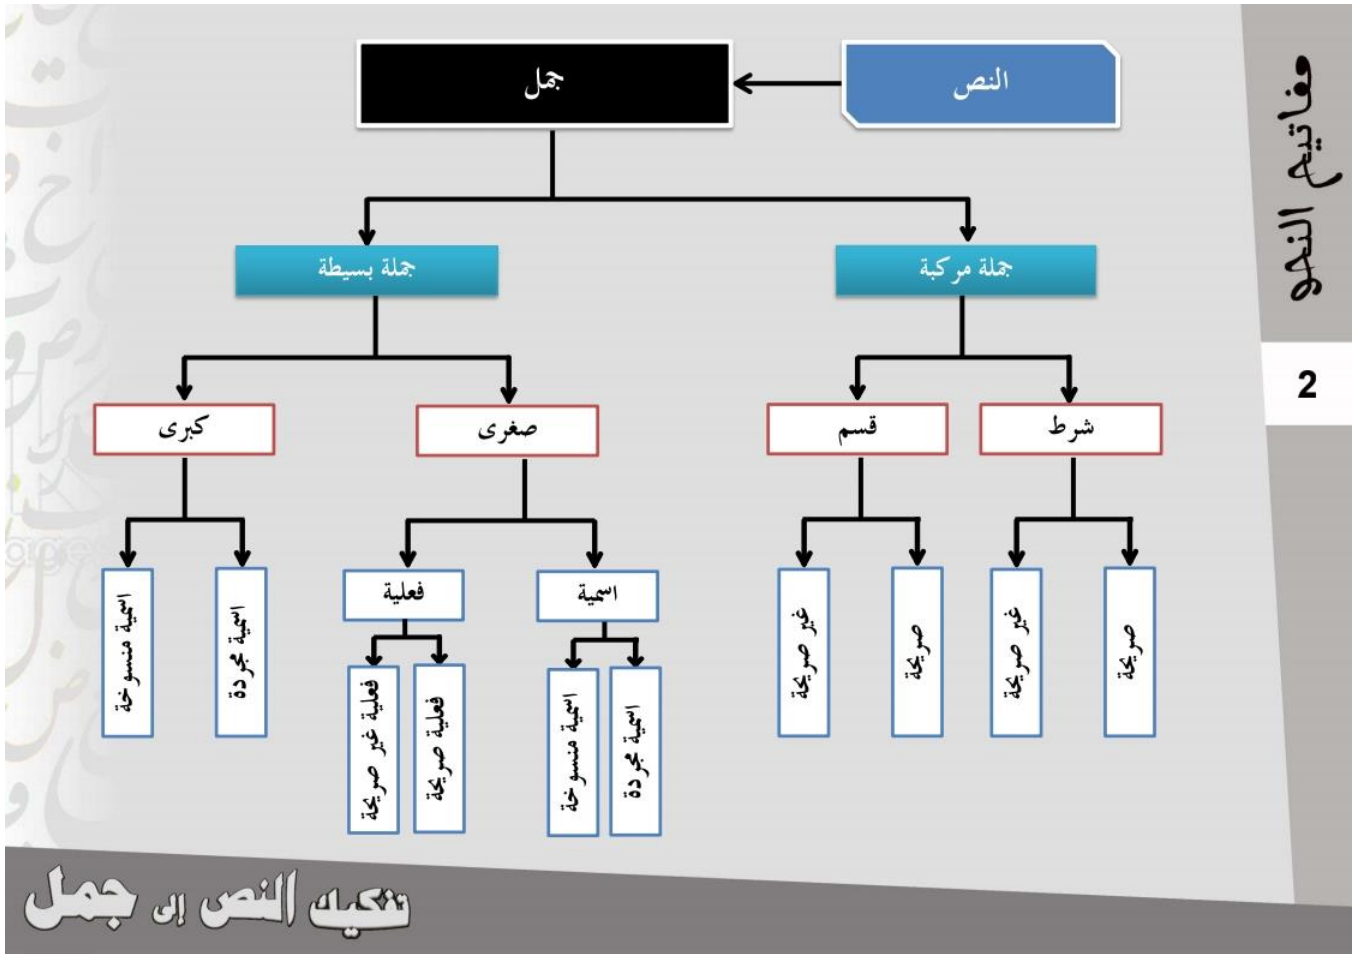 النص
جمل
جملة مركبة
جملة بسيطة
شرط
قسم
صغرى
كبرى
صريحة
غير صريحة
صريحة
غير صريحة
اسمية
فعلية
اسمية مجردة
اسمية منسوخة
فعلية صريحة
فعلية غير صريحة
اسمية مجردة
اسمية منسوخة
مفاتيح النحو
2
تفكيك النص إلى جمل